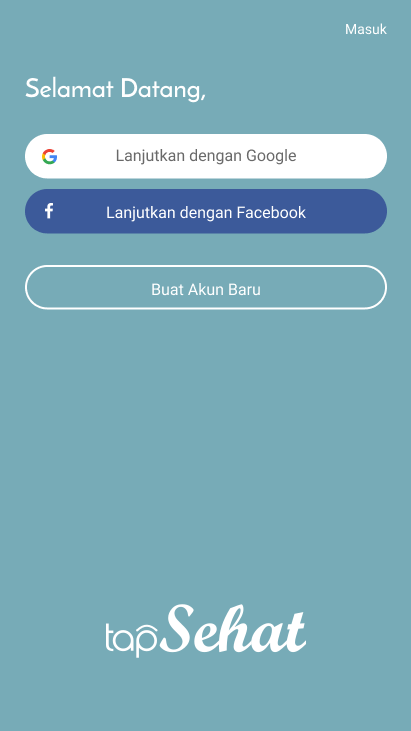 Masuk
Selamat Datang,
Lanjutkan dengan Google
Lanjutkan dengan Facebook
Buat Akun Baru
tapSehat